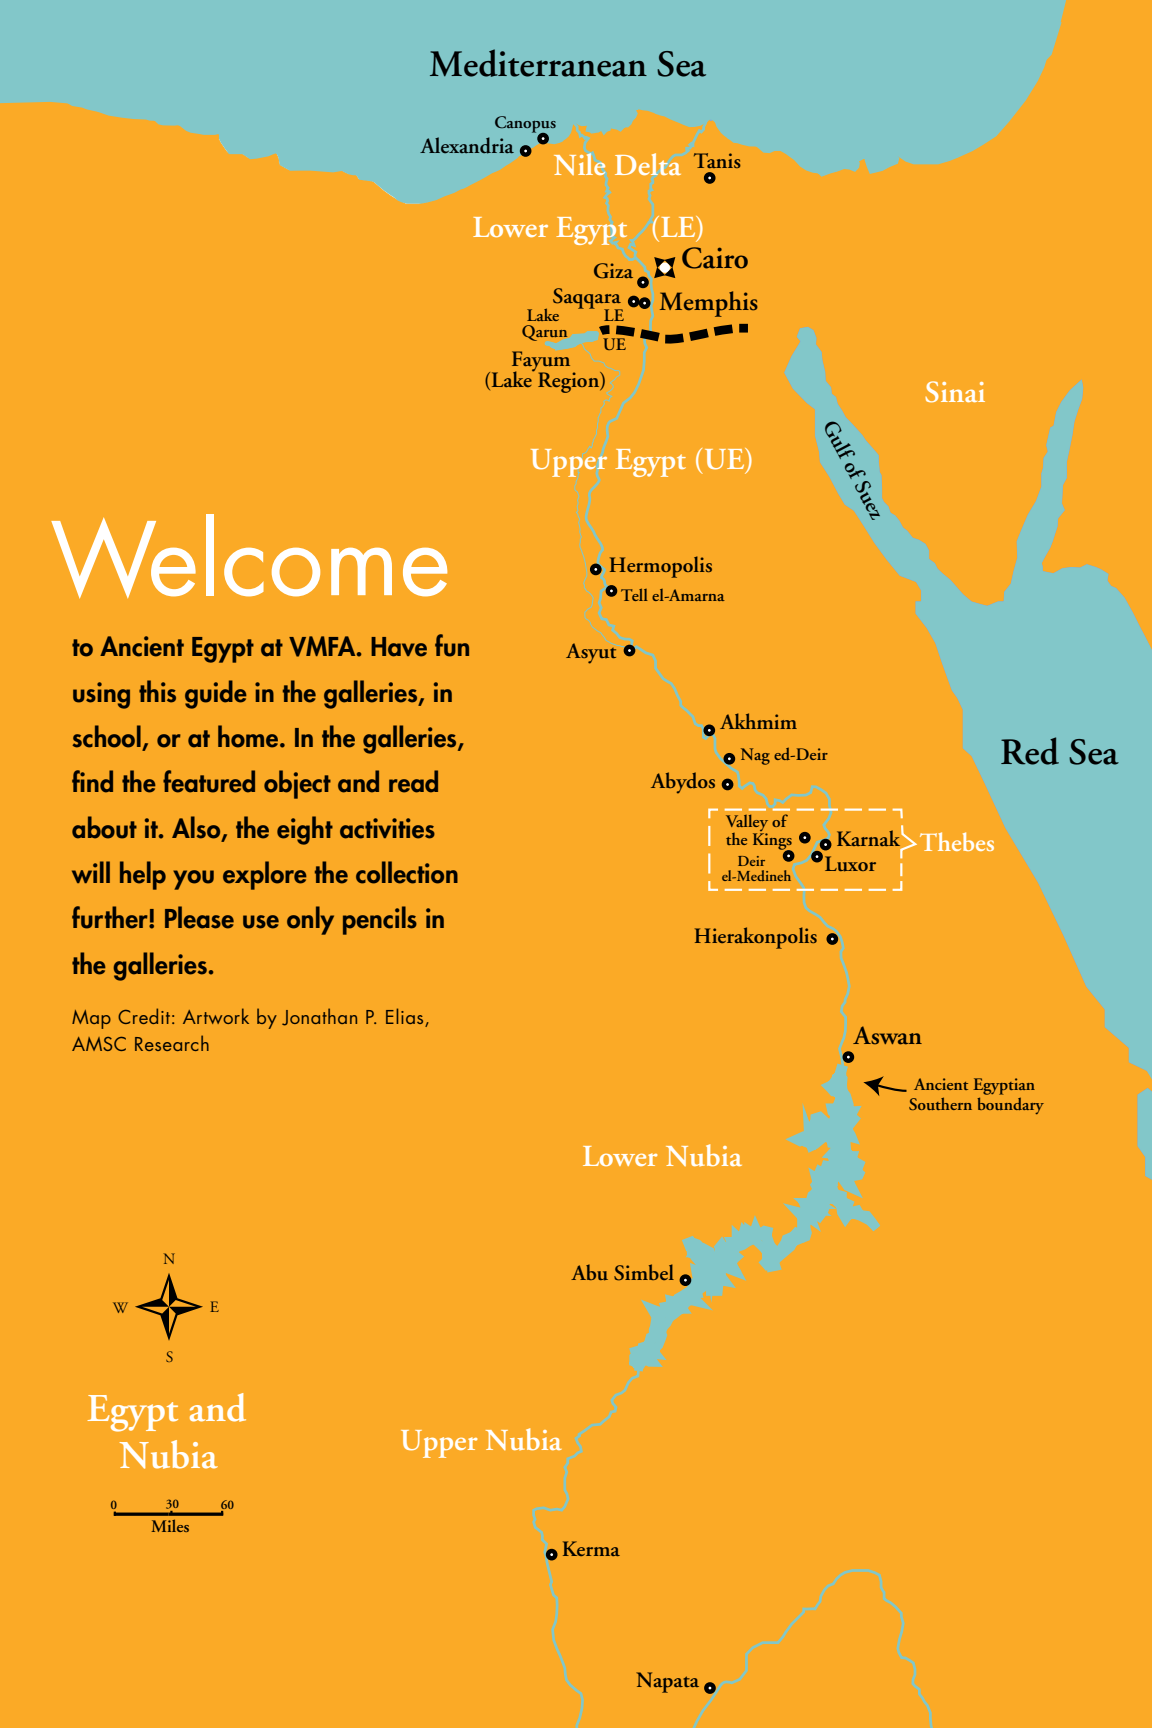 Mediterranean Sea
Canopus
Alexandria
Nile Delta
Tanis
Lower Egypt (LE)
Cairo
Giza
Saqqara
Memphis
Lake
Qarun
LE
UE
Fayum
(Lake Region)
Sinai
Gulf of Suez
Upper Egypt (UE)
Welcome
to Ancient Egypt at VMFA. Have fun
using this guide in the galleries, in
school, or at home. In the galleries,
find the featured object and read
about it. Also, the eight activities
will help you explore the collection
further! Please use only pencils in
the galleries.
Map Credit: Artwork by Jonathan P. Elias,
AMSC Research
Hermopolis
Tell el-Amarna
Asyut
Akhmim
Nag ed-Deir
Abydos
Red Sea
Valley of
the Kings
Karnak
Thebes
Deir
el-Medineh
Luxor
Hierakonpolis
Aswan
Ancient Egyptian
Southern boundary
Lower Nubia
Abu Simbel
N
W
E
S
Egypt and
Nubia
0 30 60
Miles
Upper Nubia
Kerma
Napata